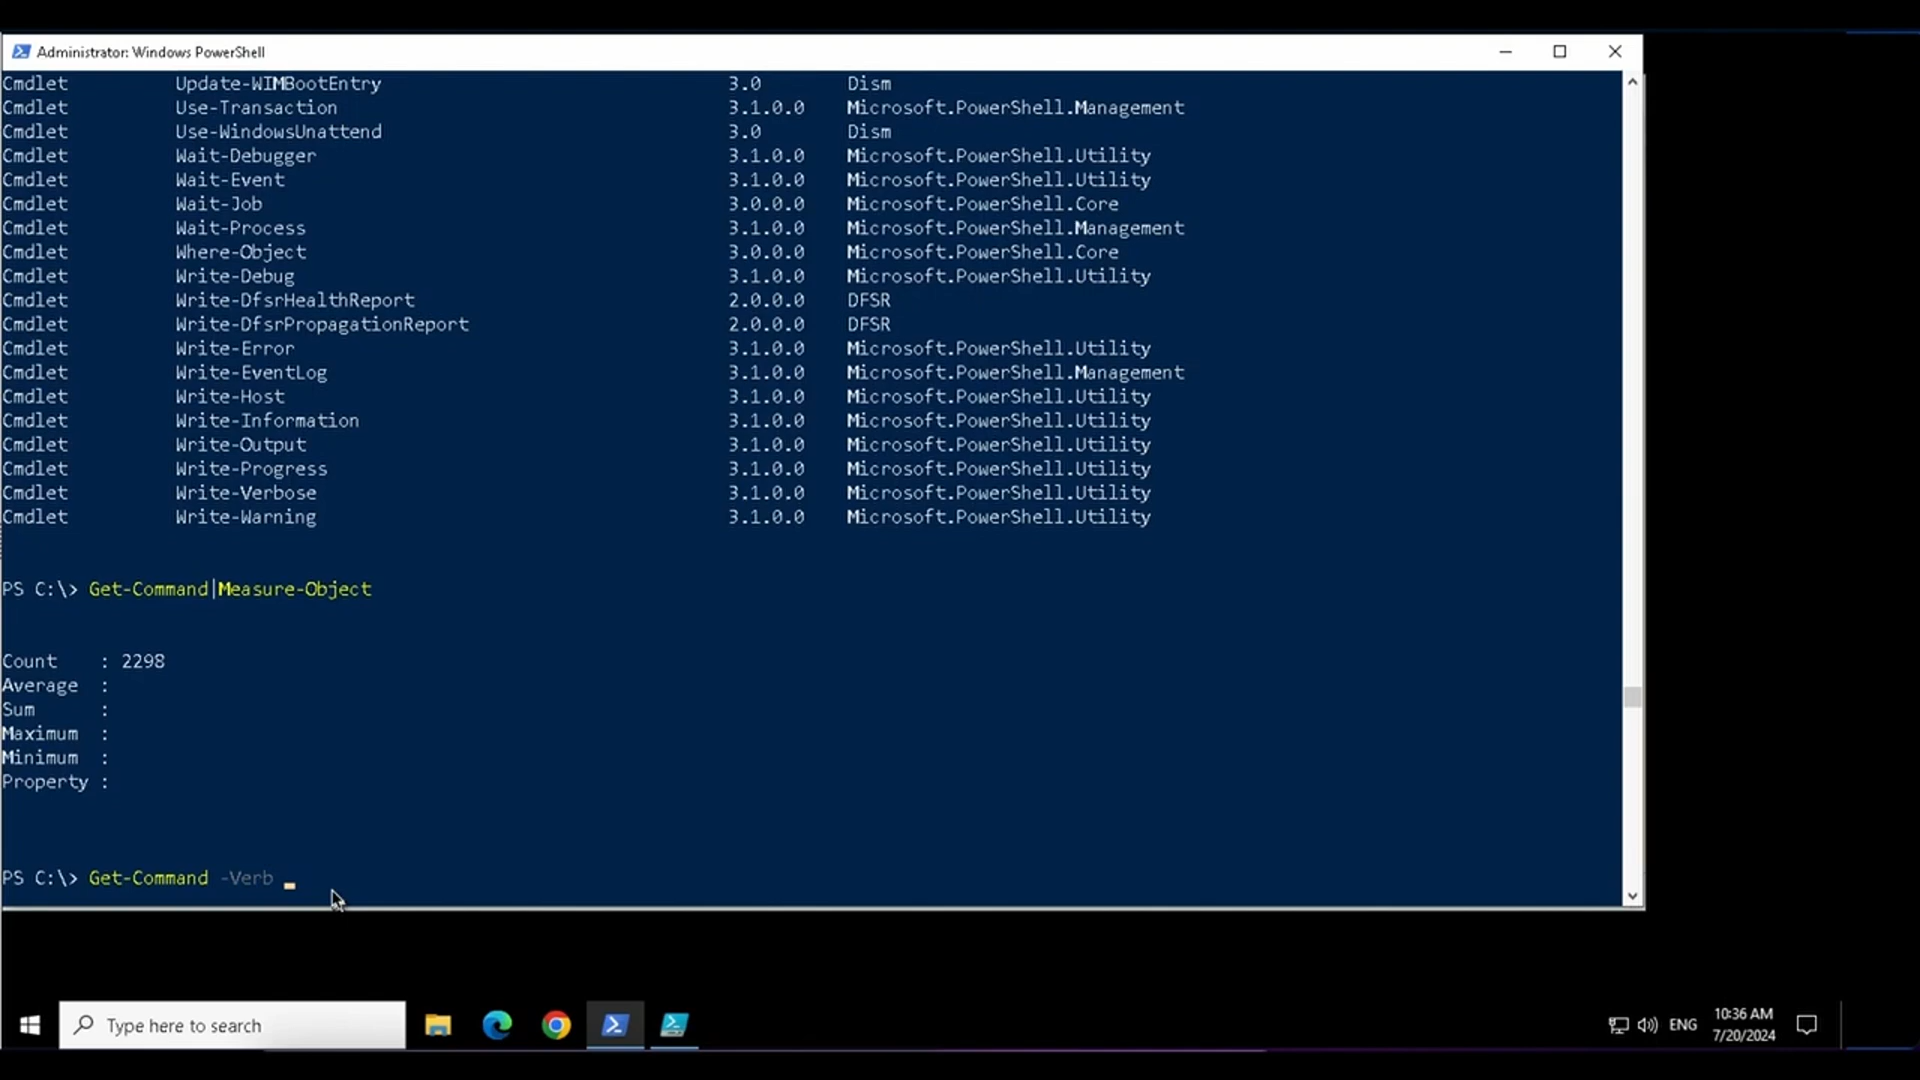 Administrator: Windows PowerShell
Cmdlet Update-WIMBootEntry 3.0 Dism
Cmdlet Use-Transaction 3.1.0.0 Microsoft.PowerShell.Management
Cmdlet Use-WindowsUnattend 3.0 Dism
Cmdlet Wait-Debugger 3.1.0.0 Microsoft.PowerShell.Utility
Cmdlet Wait-Event 3.1.0.0 Microsoft.PowerShell.Utility
Cmdlet Wait-Job 3.0.0.0 Microsoft.PowerShell.Core
Cmdlet Wait-Process 3.1.0.0 Microsoft.PowerShell.Management
Cmdlet Where-Object 3.0.0.0 Microsoft.PowerShell.Core
Cmdlet Write-Debug 3.1.0.0 Microsoft.PowerShell.Utility
Cmdlet Write-DfsrHealthReport 2.0.0.0 DFSR
Cmdlet Write-DfsrPropagationReport 2.0.0.0 DFSR
Cmdlet Write-Error 3.1.0.0 Microsoft.PowerShell.Utility
Cmdlet Write-EventLog 3.1.0.0 Microsoft.PowerShell.Management
Cmdlet Write-Host 3.1.0.0 Microsoft.PowerShell.Utility
Cmdlet Write-Information 3.1.0.0 Microsoft.PowerShell.Utility
Cmdlet Write-Output 3.1.0.0 Microsoft.PowerShell.Utility
Cmdlet Write-Progress 3.1.0.0 Microsoft.PowerShell.Utility
Cmdlet Write-Verbose 3.1.0.0 Microsoft.PowerShell.Utility
Cmdlet Write-Warning 3.1.0.0 Microsoft.PowerShell.Utility
PS C:\> Get-Command|Measure-Object
Count : 2298
Average :
Sum :
Maximum :
Minimum :
Property :
PS C:\> Get-Command -Verb
Type here to search
ENG
10:36 AM
7/20/2024